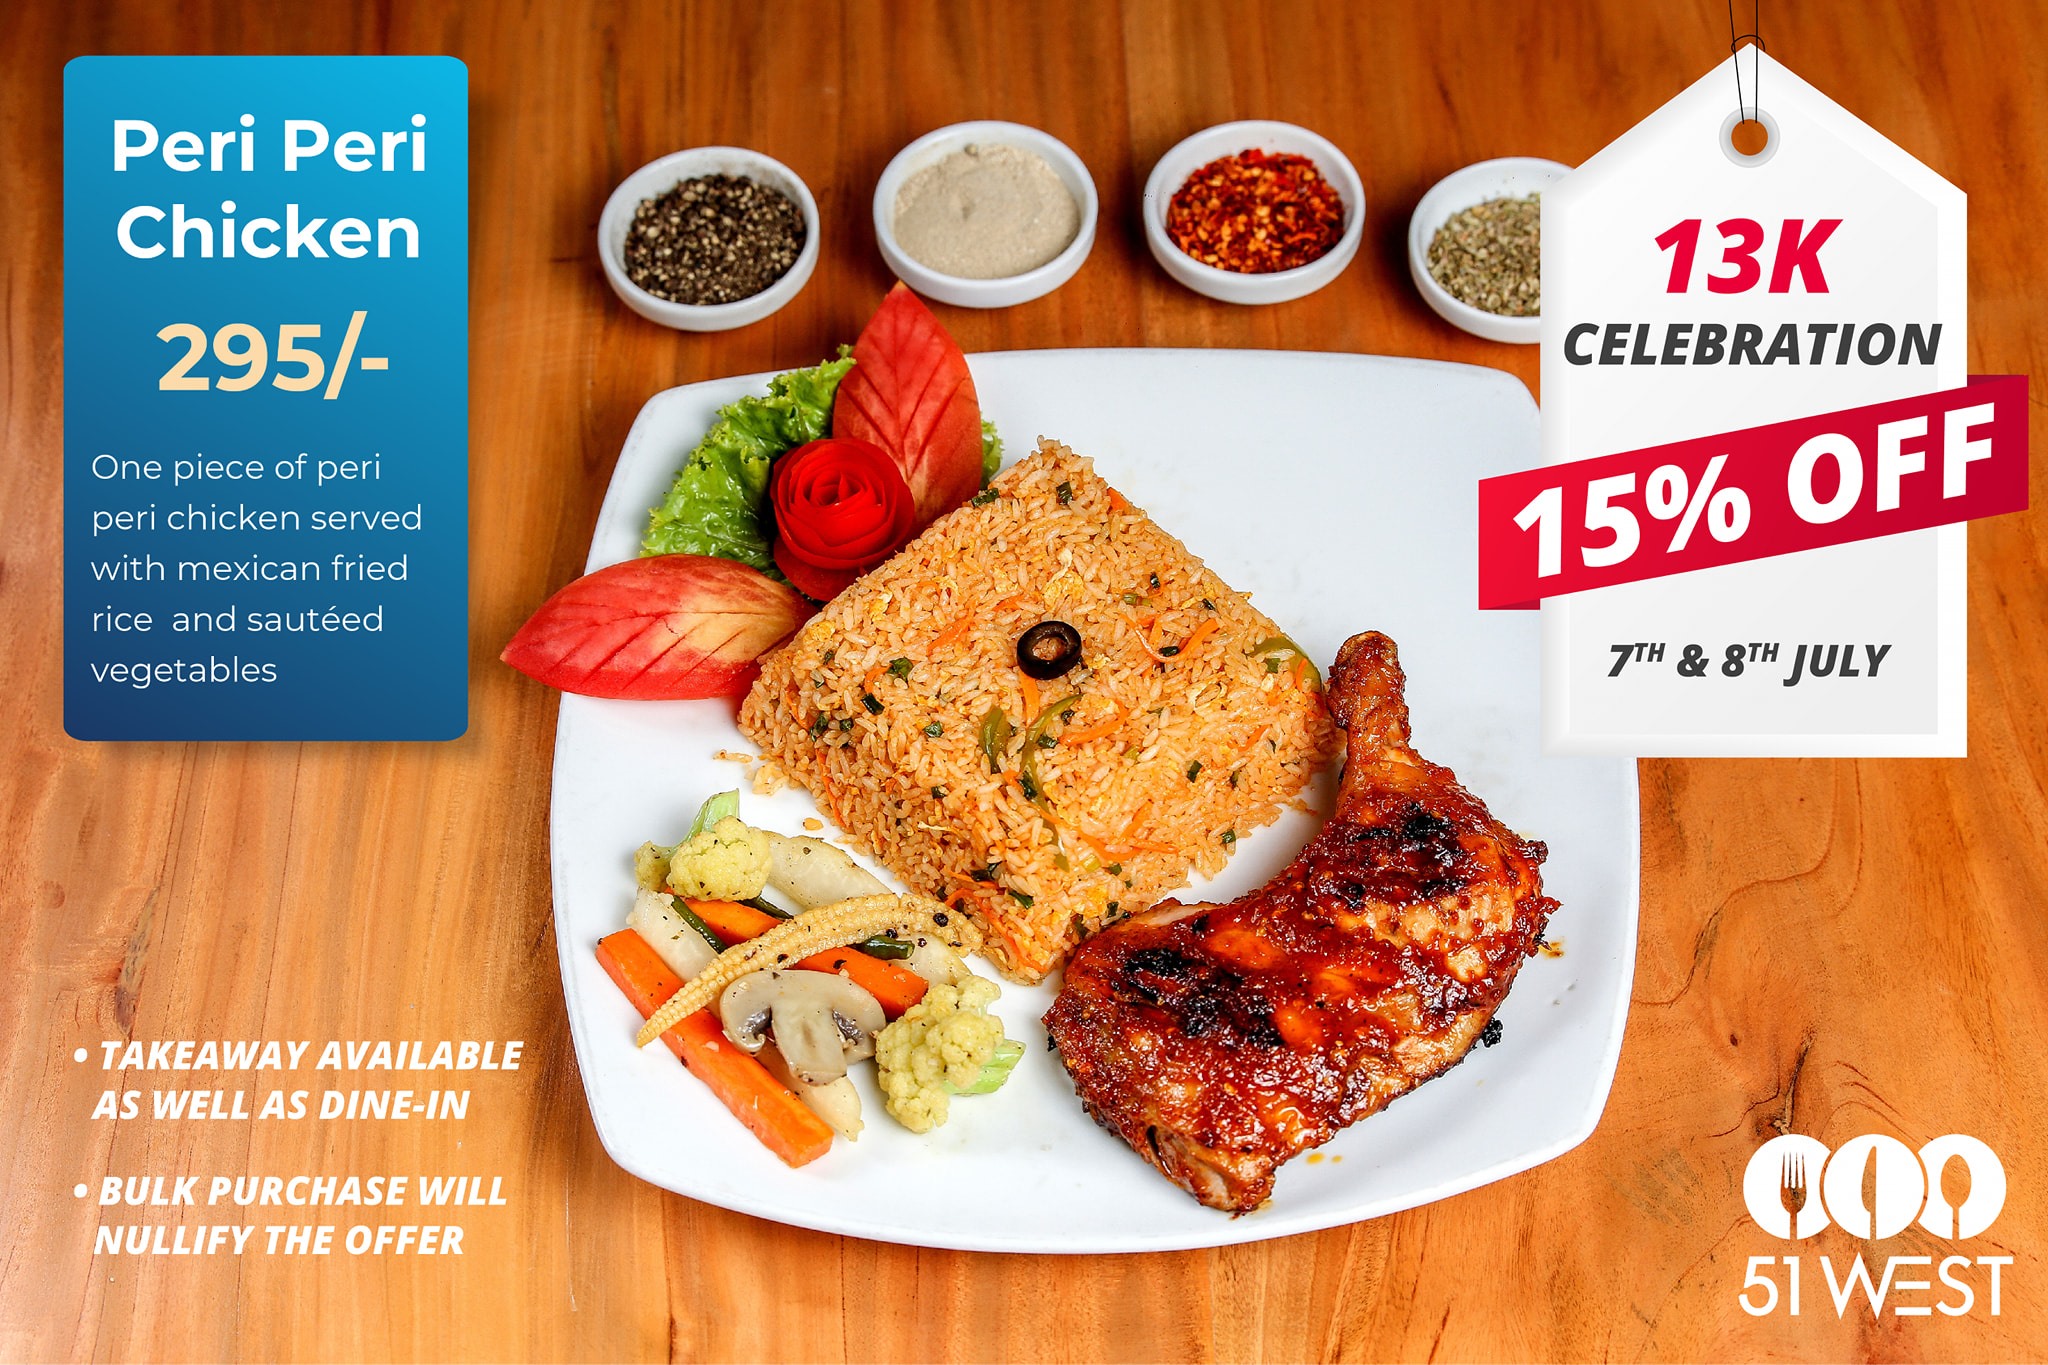 Peri Peri
Chicken
295/-
One piece of peri
peri chicken served
with mexican fried
rice  and sautéed
vegetables
13K
CELEBRATION
15% OFF
7TH & 8TH JULY
• TAKEAWAY AVAILABLE
AS WELL AS DINE-IN
• BULK PURCHASE WILL
NULLIFY THE OFFER
51 WEST